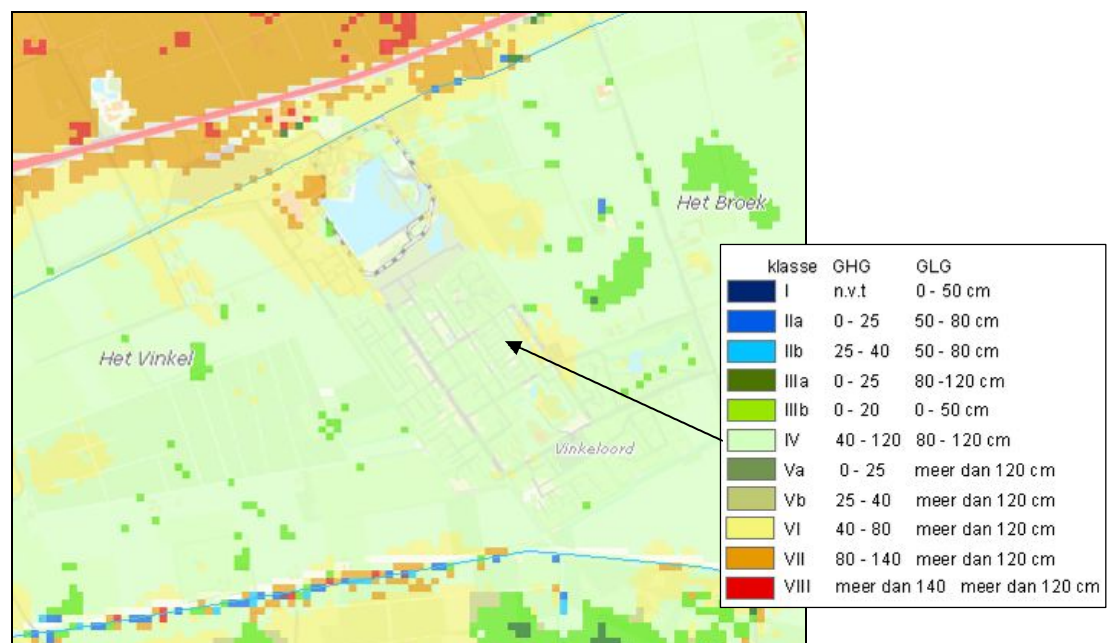 Het Broek
Het Vinkel
Vinkeloord
klasse GHG GLG
I n.v.t 0 - 50 cm
IIa 0 - 25 50 - 80 cm
IIb 25 - 40 50 - 80 cm
IIIa 0 - 25 80 -120 cm
IIIb 0 - 20 0 - 50 cm
IV 40 - 120 80 - 120 cm
Va 0 - 25 meer dan 120 cm
Vb 25 - 40 meer dan 120 cm
VI 40 - 80 meer dan 120 cm
VII 80 - 140 meer dan 120 cm
VIII meer dan 140 meer dan 120 cm